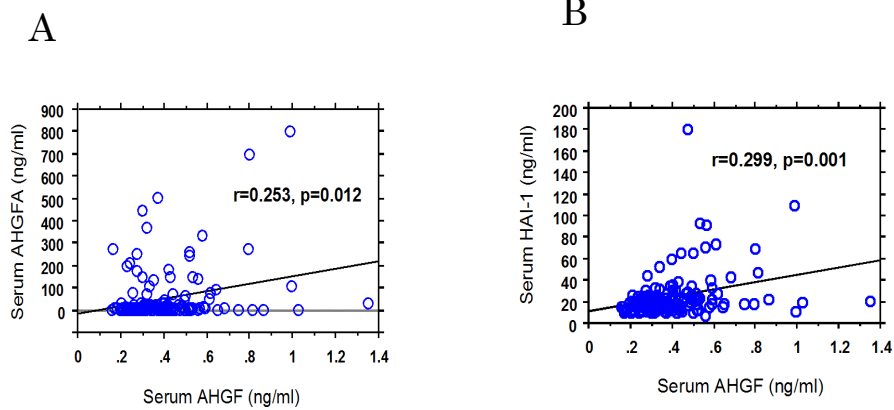 A
900
800
700
600
500
400
300
200
100
0
Serum AHGFA (ng/ml)
r=0.253, p=0.012
0 .2 .4 .6 .8 1 1.2 1.4
Serum AHGF (ng/ml)
B
200
180
160
140
120
100
80
60
40
20
0
Serum HAI-1 (ng/ml)
r=0.299, p=0.001
0 .2 .4 .6 .8 1 1.2 1.4
Serum AHGF (ng/ml)